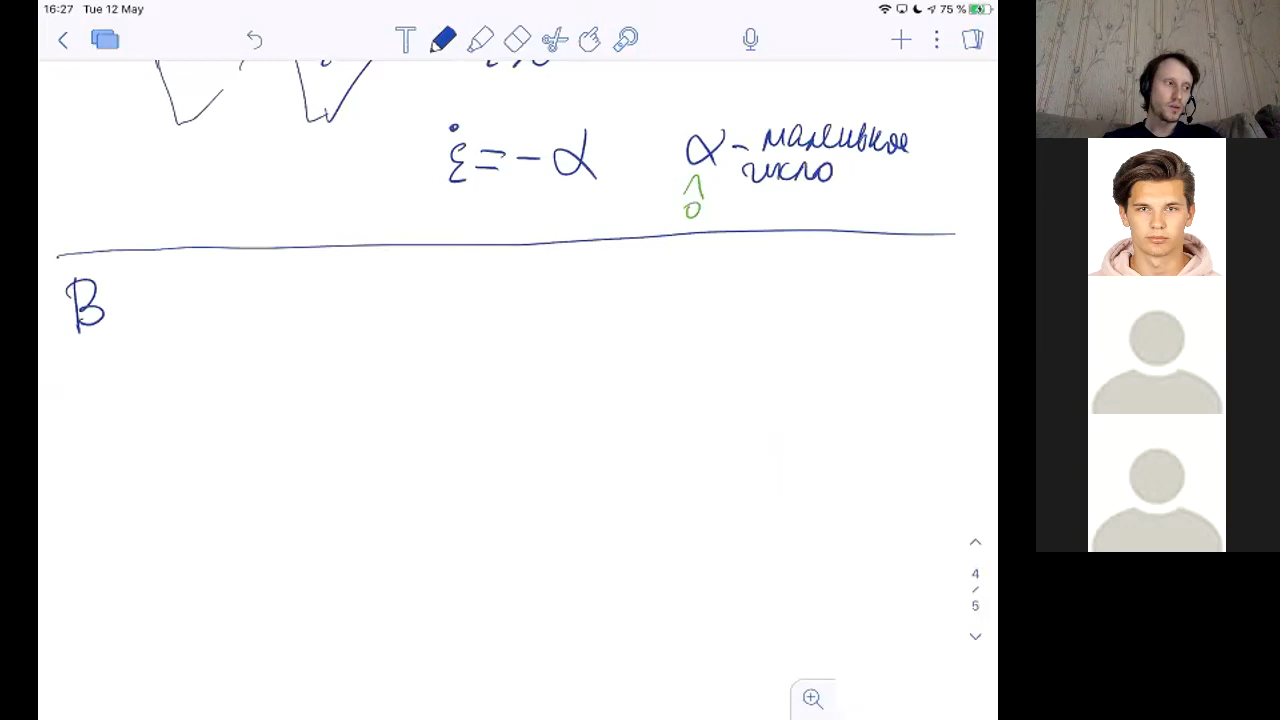 16:27 Tue 12 May 75 %
T
ε̇ = - α α - маленькое
число
^
0
В
4
/
5